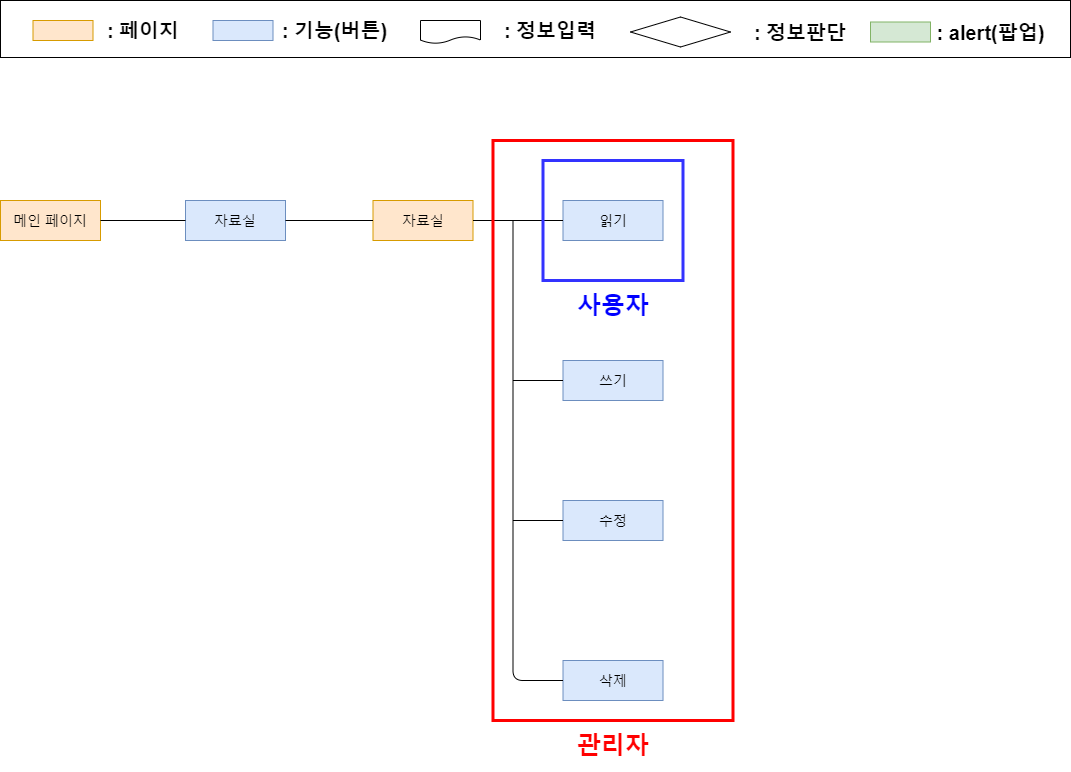 : 페이지 : 기능(버튼) : 정보입력 : 정보판단 : alert(팝업)
메인 페이지 자료실 자료실 읽기
사용자
쓰기
수정
삭제
관리자